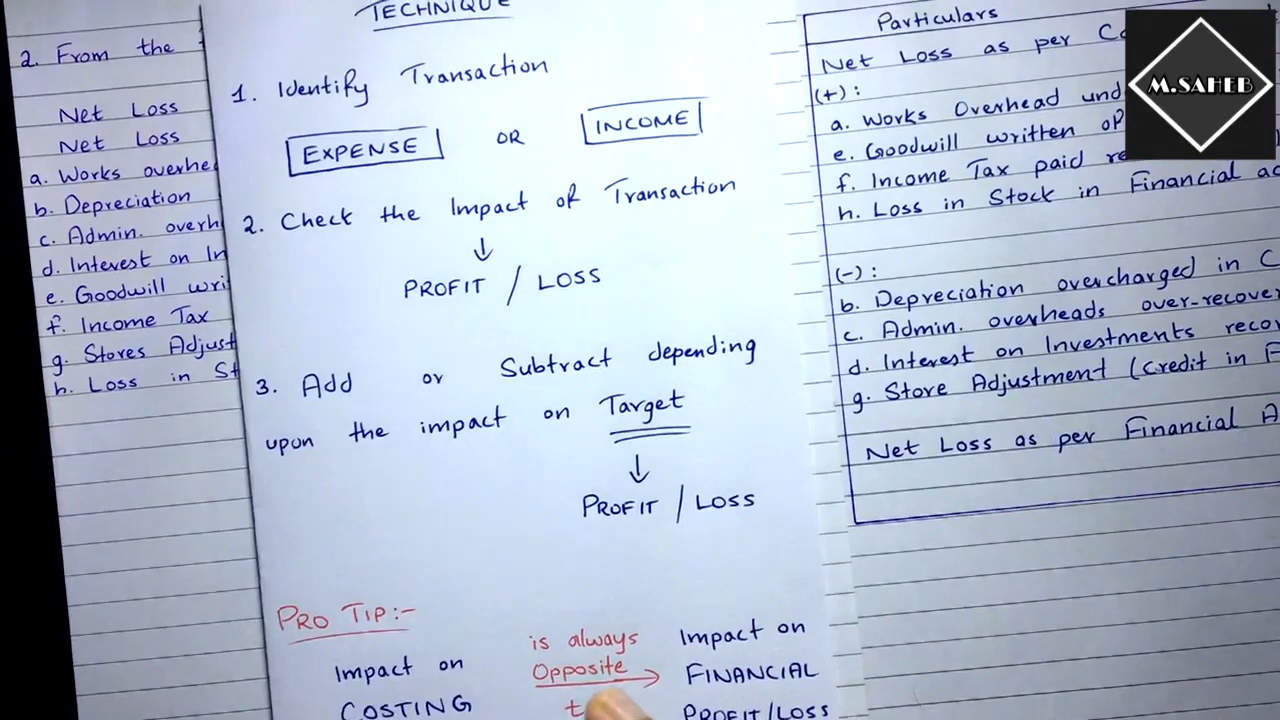 2. From the
Net Loss
Net Loss
a. Works overhe
b. Depreciation
c. Admin. overh
d. Interest on In
e. Goodwill wri
f. Income Tax
g. Stores Adjust
h. Loss in St
TECHNIQUE
1. Identify Transaction
EXPENSE OR INCOME
2. Check the Impact of Transaction
↓
PROFIT / LOSS
3. Add or Subtract depending
upon the impact on Target
↓
PROFIT / LOSS
PRO TIP:-
Impact on
COSTING
is always
Opposite
t
Impact on
FINANCIAL
PROFIT/LOSS
Particulars
Net Loss as per Co
(+):
a. Works Overhead und
e. Goodwill written of
f. Income Tax paid re
h. Loss in Stock in Financial ac
(-):
b. Depreciation overcharged in C
c. Admin. overheads over-recover
d. Interest on Investments recov
g. Store Adjustment (Credit in F
Net Loss as per Financial A
M.SAHEB